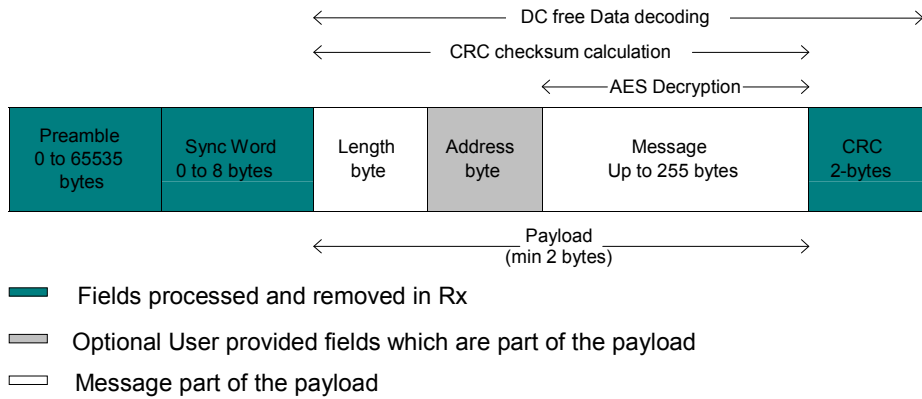 DC free Data decoding
CRC checksum calculation
AES Decryption
Preamble
0 to 65535
bytes
Sync Word
0 to 8 bytes
Length
byte
Address
byte
Message
Up to 255 bytes
CRC
2-bytes
Payload
(min 2 bytes)
Fields processed and removed in Rx
Optional User provided fields which are part of the payload
Message part of the payload